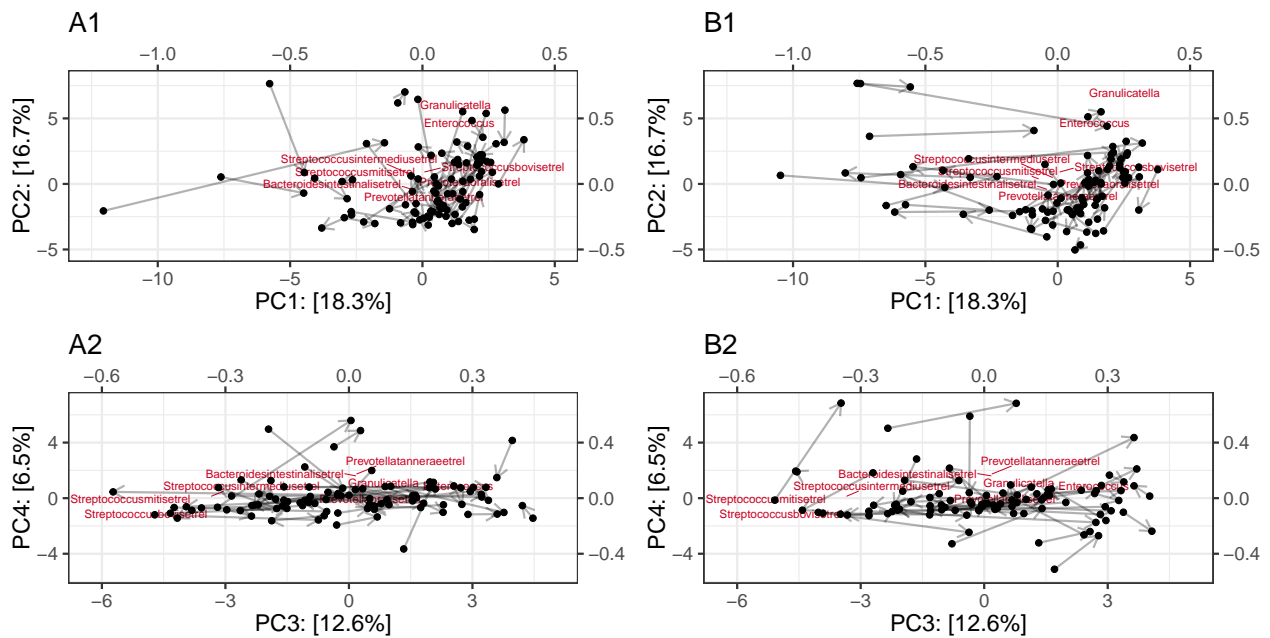 A1
−1.0 −0.5 0.0 0.5
PC2: [16.7%]
5
0
−5
0.5
0.0
−0.5
Granulicatella
Enterococcus
Streptococcusintermediusetrel
Streptococcusmitisetrel
Streptococcusbovisetrel
Bacteroidesintestinalisetrel
Prevotellatanneraeetrel
−10 −5 0 5
PC1: [18.3%]
B1
−1.0 −0.5 0.0 0.5
PC2: [16.7%]
5
0
−5
0.5
0.0
−0.5
Granulicatella
Enterococcus
Streptococcusintermediusetrel
Streptococcusmitisetrel
Streptococcusbovisetrel
Bacteroidesintestinalisetrel
Prevotellatanneraeetrel
−10 −5 0 5
PC1: [18.3%]
A2
−0.6 −0.3 0.0 0.3
PC4: [6.5%]
4
0
−4
0.4
0.0
−0.4
Prevotellatanneraeetrel
Bacteroidesintestinalisetrel
Streptococcusintermediusetrel
Granulicatella
Enterococcus
Streptococcusmitisetrel
Streptococcusbovisetrel
−6 −3 0 3
PC3: [12.6%]
B2
−0.6 −0.3 0.0 0.3
PC4: [6.5%]
4
0
−4
0.4
0.0
−0.4
Prevotellatanneraeetrel
Bacteroidesintestinalisetrel
Streptococcusintermediusetrel
Granulicatella
Enterococcus
Streptococcusmitisetrel
Streptococcusbovisetrel
−6 −3 0 3
PC3: [12.6%]